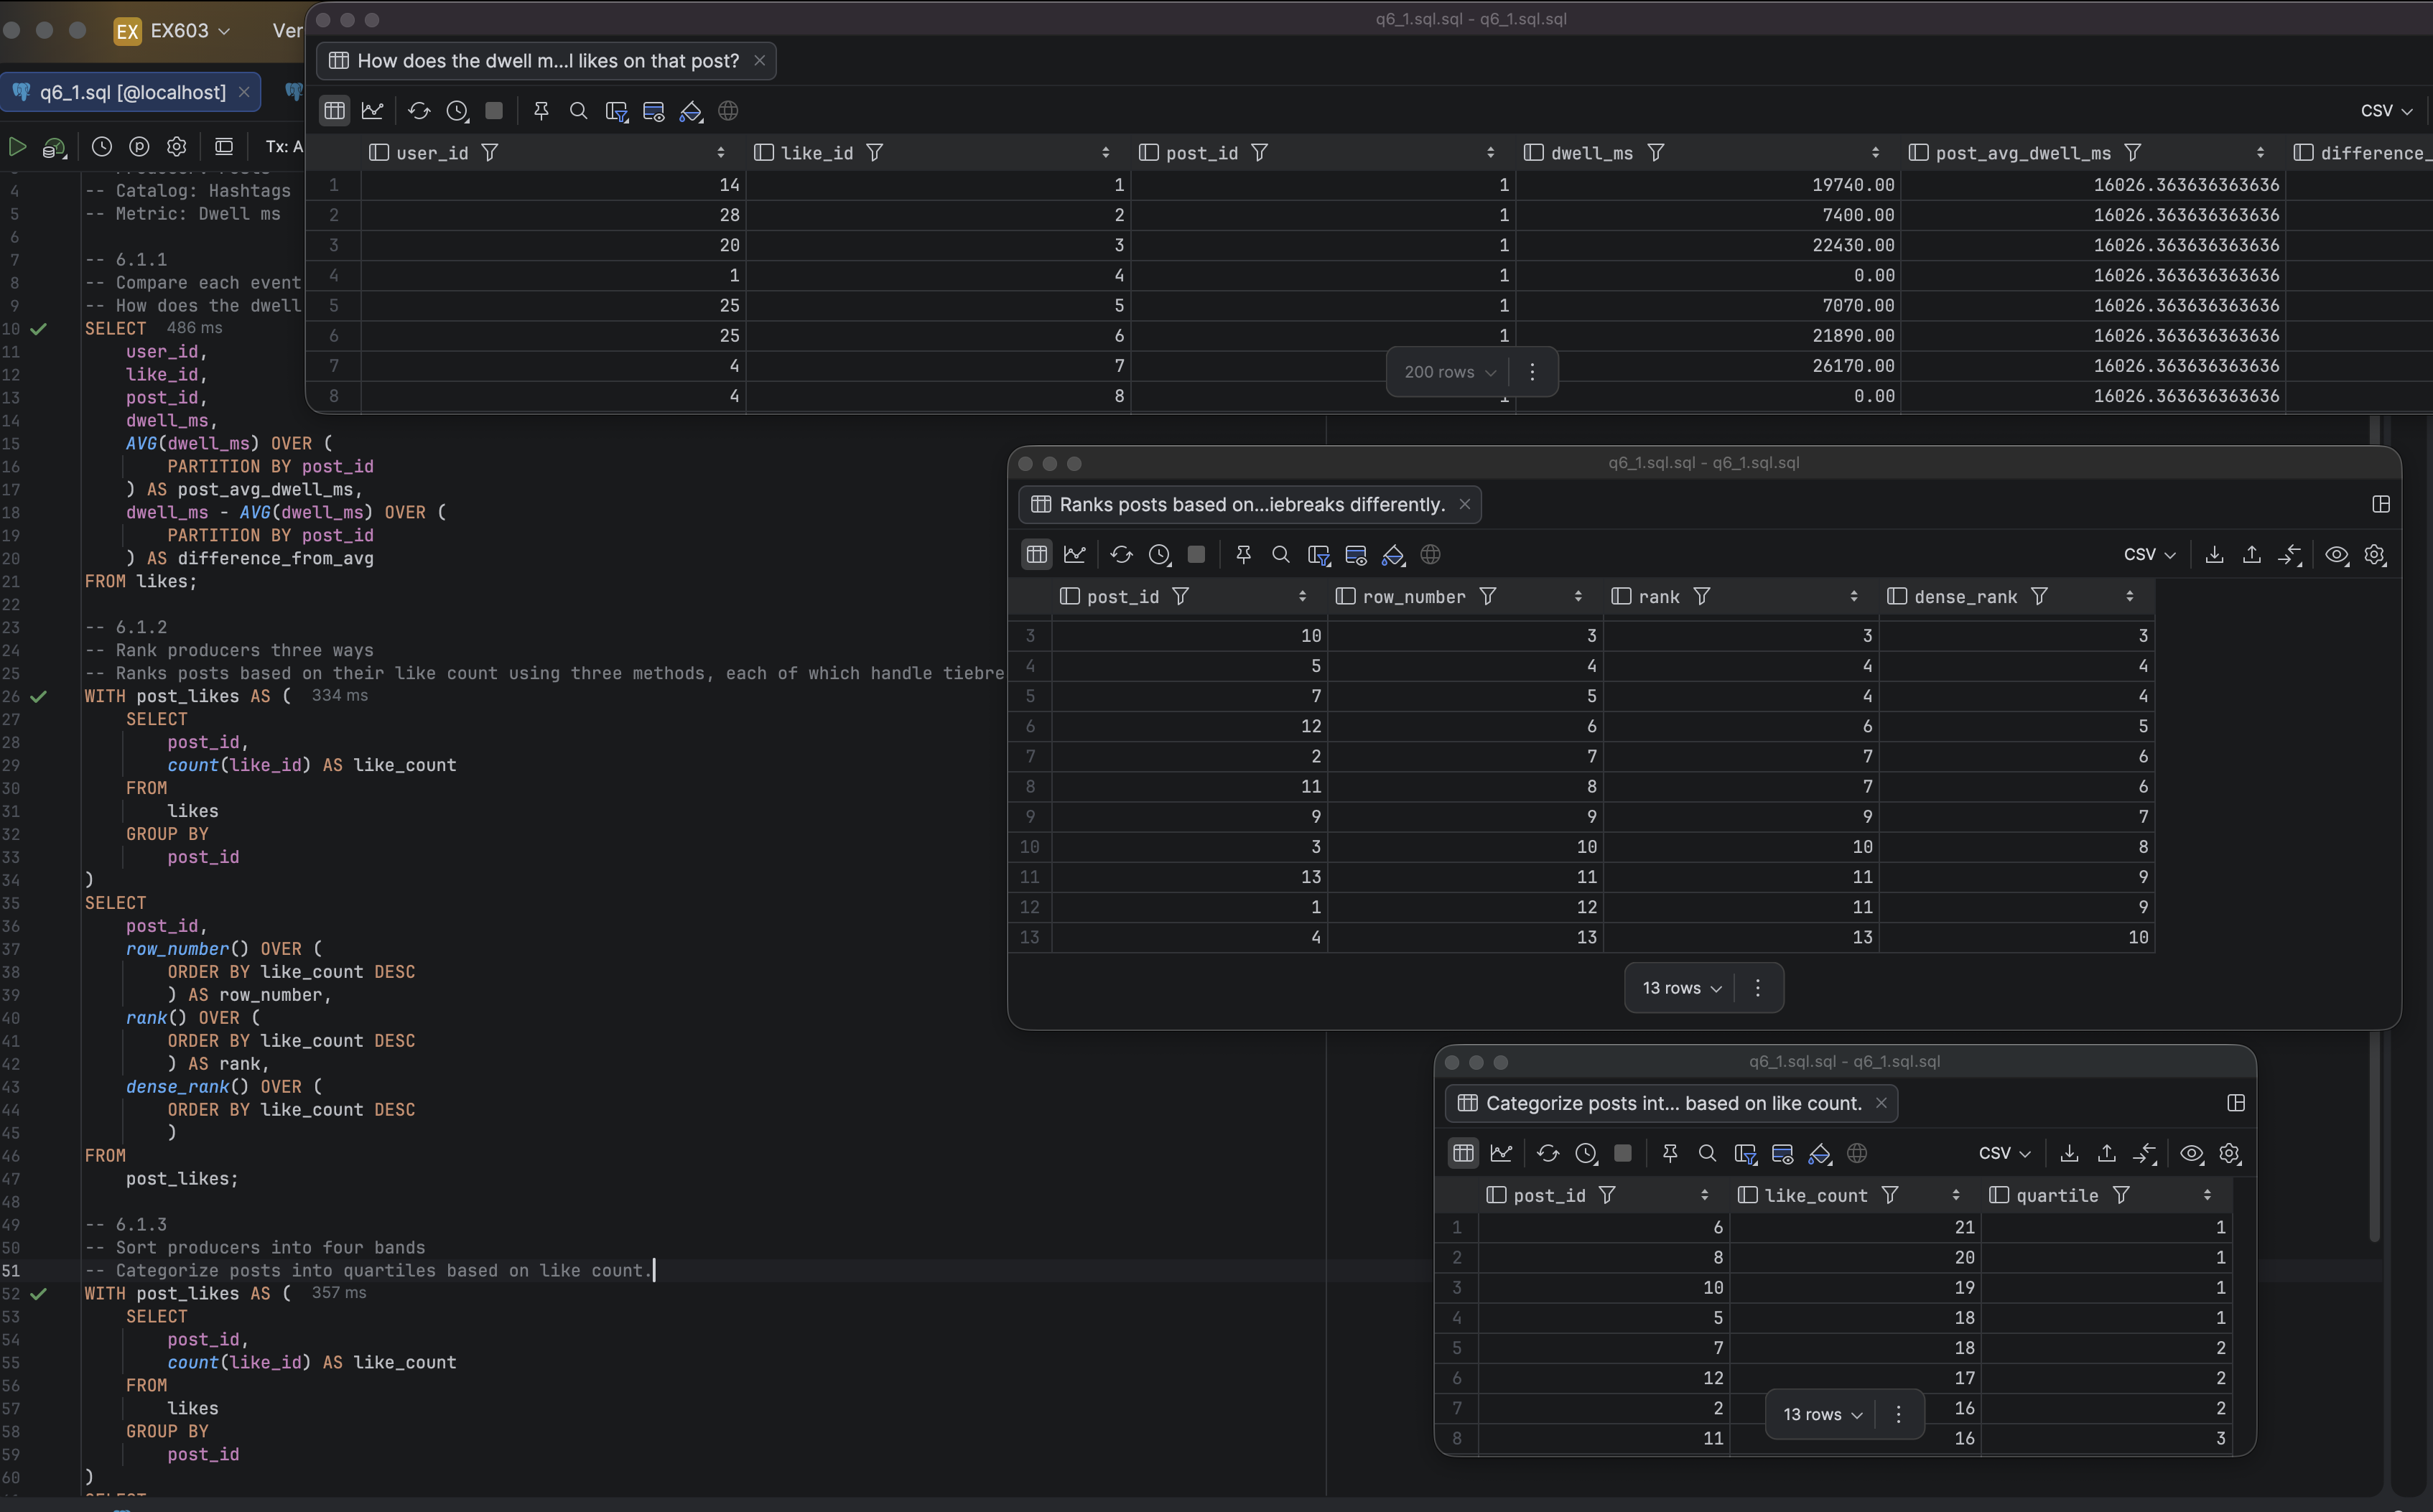 EX EX603 Ver
q6_1.sql [@localhost]
Tx: A
4 -- Catalog: Hashtags
5 -- Metric: Dwell ms
6
7 -- 6.1.1
8 -- Compare each event
9 -- How does the dwell
10 SELECT 486 ms
11 user_id,
12 like_id,
13 post_id,
14 dwell_ms,
15 AVG(dwell_ms) OVER (
16 PARTITION BY post_id
17 ) AS post_avg_dwell_ms,
18 dwell_ms - AVG(dwell_ms) OVER (
19 PARTITION BY post_id
20 ) AS difference_from_avg
21 FROM likes;
22
23 -- 6.1.2
24 -- Rank producers three ways
25 -- Ranks posts based on their like count using three methods, each of which handle tiebre
26 WITH post_likes AS ( 334 ms
27 SELECT
28 post_id,
29 count(like_id) AS like_count
30 FROM
31 likes
32 GROUP BY
33 post_id
34 )
35 SELECT
36 post_id,
37 row_number() OVER (
38 ORDER BY like_count DESC
39 ) AS row_number,
40 rank() OVER (
41 ORDER BY like_count DESC
42 ) AS rank,
43 dense_rank() OVER (
44 ORDER BY like_count DESC
45 )
46 FROM
47 post_likes;
48
49 -- 6.1.3
50 -- Sort producers into four bands
51 -- Categorize posts into quartiles based on like count.
52 WITH post_likes AS ( 357 ms
53 SELECT
54 post_id,
55 count(like_id) AS like_count
56 FROM
57 likes
58 GROUP BY
59 post_id
60 )
q6_1.sql.sql - q6_1.sql.sql
How does the dwell m...l likes on that post?
CSV
user_id like_id post_id dwell_ms post_avg_dwell_ms difference_
1 14 1 1 19740.00 16026.363636363636
2 28 2 1 7400.00 16026.363636363636
3 20 3 1 22430.00 16026.363636363636
4 1 4 1 0.00 16026.363636363636
5 25 5 1 7070.00 16026.363636363636
6 25 6 1 21890.00 16026.363636363636
7 4 7 26170.00 16026.363636363636
8 4 8 1 0.00 16026.363636363636
200 rows
q6_1.sql.sql - q6_1.sql.sql
Ranks posts based on...iebreaks differently.
CSV
post_id row_number rank dense_rank
3 10 3 3 3
4 5 4 4 4
5 7 5 4 4
6 12 6 6 5
7 2 7 7 6
8 11 8 7 6
9 9 9 9 7
10 3 10 10 8
11 13 11 11 9
12 1 12 11 9
13 4 13 13 10
13 rows
q6_1.sql.sql - q6_1.sql.sql
Categorize posts int... based on like count.
CSV
post_id like_count quartile
1 6 21 1
2 8 20 1
3 10 19 1
4 5 18 1
5 7 18 2
6 12 17 2
7 2 16 2
8 11 16 3
13 rows